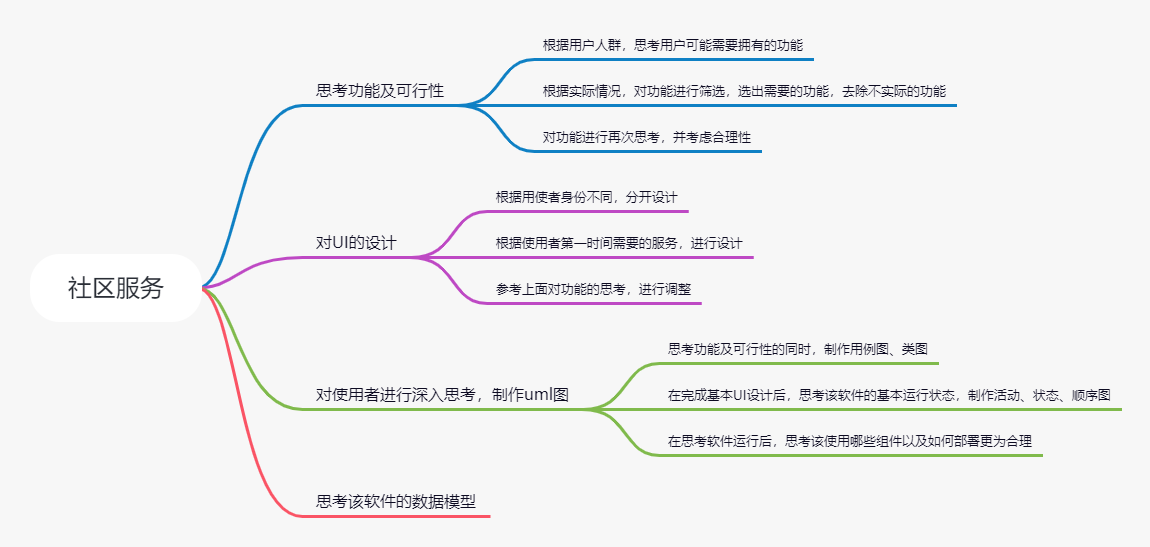 社区服务
思考功能及可行性
根据用户人群，思考用户可能需要拥有的功能
根据实际情况，对功能进行筛选，选出需要的功能，去除不实际的功能
对功能进行再次思考，并考虑合理性
对UI的设计
根据用使者身份不同，分开设计
根据使用者第一时间需要的服务，进行设计
参考上面对功能的思考，进行调整
对使用者进行深入思考，制作uml图
思考功能及可行性的同时，制作用例图、类图
在完成基本UI设计后，思考该软件的基本运行状态，制作活动、状态、顺序图
在思考软件运行后，思考该使用哪些组件以及如何部署更为合理
思考该软件的数据模型